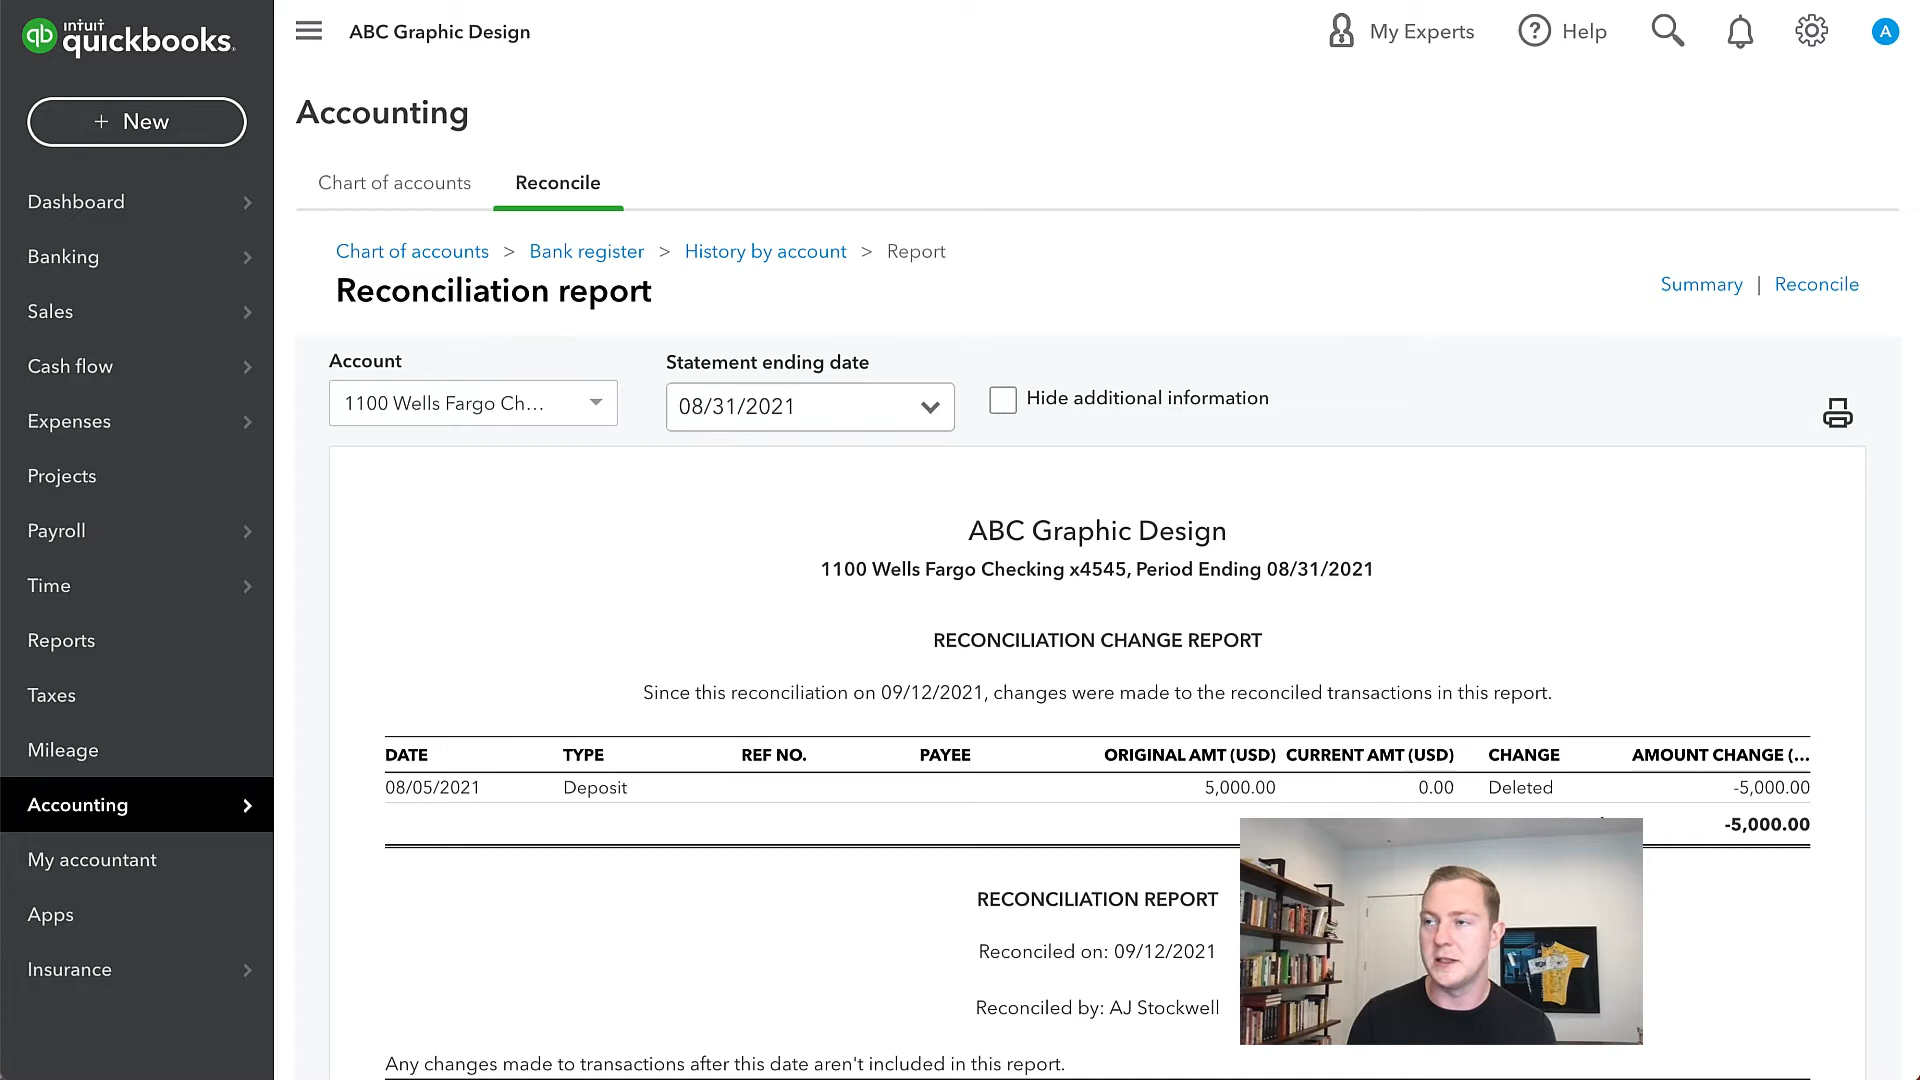 intuit
quickbooks.
ABC Graphic Design
My Experts
Help
A
+ New
Dashboard
Banking
Sales
Cash flow
Expenses
Projects
Payroll
Time
Reports
Taxes
Mileage
Accounting
My accountant
Apps
Insurance
Accounting
Chart of accounts Reconcile
Chart of accounts > Bank register > History by account > Report
Reconciliation report
Summary | Reconcile
Account
1100 Wells Fargo Ch...
Statement ending date
08/31/2021
Hide additional information
ABC Graphic Design
1100 Wells Fargo Checking x4545, Period Ending 08/31/2021
RECONCILIATION CHANGE REPORT
Since this reconciliation on 09/12/2021, changes were made to the reconciled transactions in this report.
DATE TYPE REF NO. PAYEE ORIGINAL AMT (USD) CURRENT AMT (USD) CHANGE AMOUNT CHANGE (...
08/05/2021 Deposit 5,000.00 0.00 Deleted -5,000.00
-5,000.00
RECONCILIATION REPORT
Reconciled on: 09/12/2021
Reconciled by: AJ Stockwell
Any changes made to transactions after this date aren't included in this report.